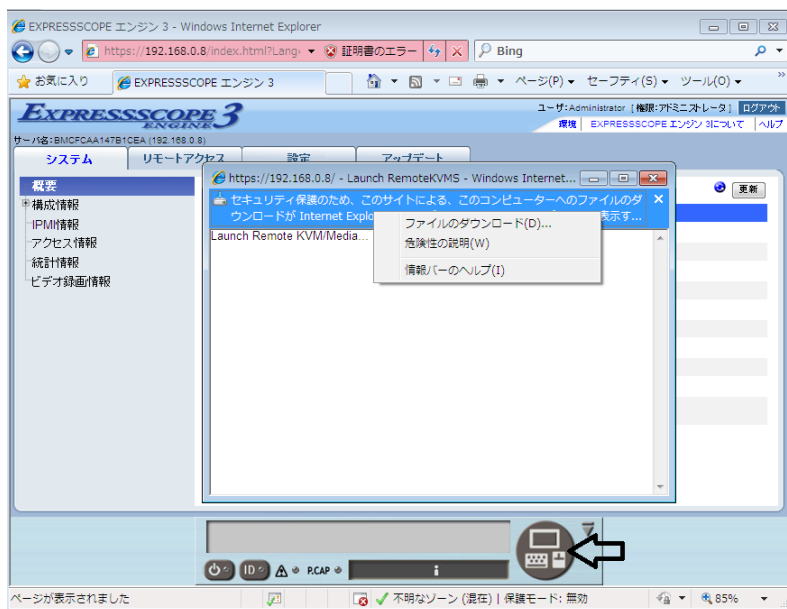 EXPRESSSCOPE エンジン 3 - Windows Internet Explorer
https://192.168.0.8/index.html?Lang= 証明書のエラー Bing
お気に入り EXPRESSSCOPE エンジン 3 ページ(P) セーフティ(S) ツール(O) »
EXPRESSSCOPE ENGINE 3
ユーザ:Administrator [権限:アドミニストレータ] ログアウト
環境 EXPRESSSCOPE エンジン 3について ヘルプ
サーバ名:BMCFCAA147B1CEA (192.168.0.8)
システム リモートアクセス 設定 アップデート
概要
更新
構成情報
IPMI情報
アクセス情報
統計情報
ビデオ録画情報
https://192.168.0.8/ - Launch RemoteKVMS - Windows Internet...
セキュリティ保護のため、このサイトによる、このコンピューターへのファイルのダ
ウンロードが Internet Explo 表示す...
Launch Remote KVM/Media...
ファイルのダウンロード(D)...
危険性の説明(W)
情報バーのヘルプ(I)
ID P.CAP i
ページが表示されました 不明なゾーン (混在) | 保護モード: 無効 85%